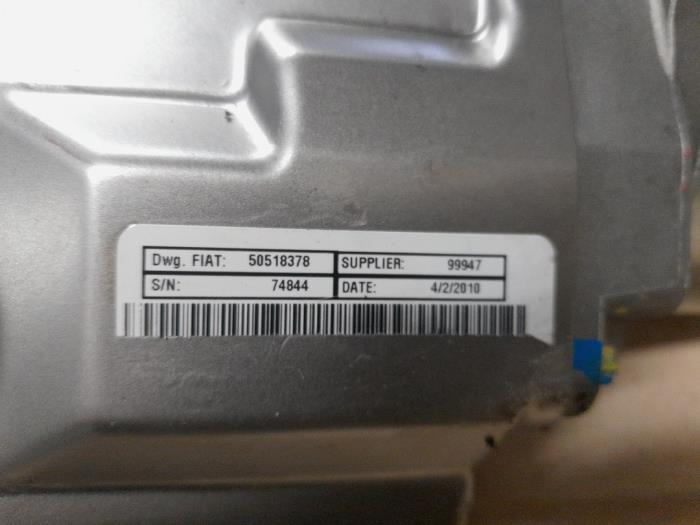 Dwg. FIAT: 50518378 SUPPLIER: 99947
S/N: 74844 DATE: 4/2/2010